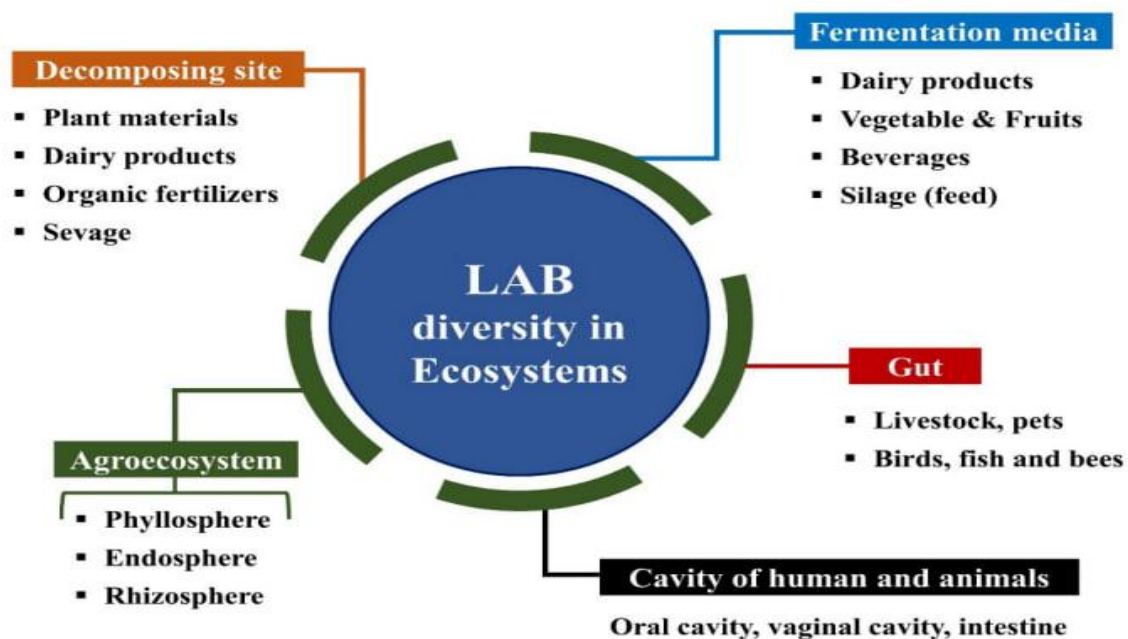 Decomposing site
▪ Plant materials
▪ Dairy products
▪ Organic fertilizers
▪ Sevage
Fermentation media
▪ Dairy products
▪ Vegetable & Fruits
▪ Beverages
▪ Silage (feed)
LAB
diversity in
Ecosystems
Gut
▪ Livestock, pets
▪ Birds, fish and bees
Agroecosystem
▪ Phyllosphere
▪ Endosphere
▪ Rhizosphere
Cavity of human and animals
Oral cavity, vaginal cavity, intestine